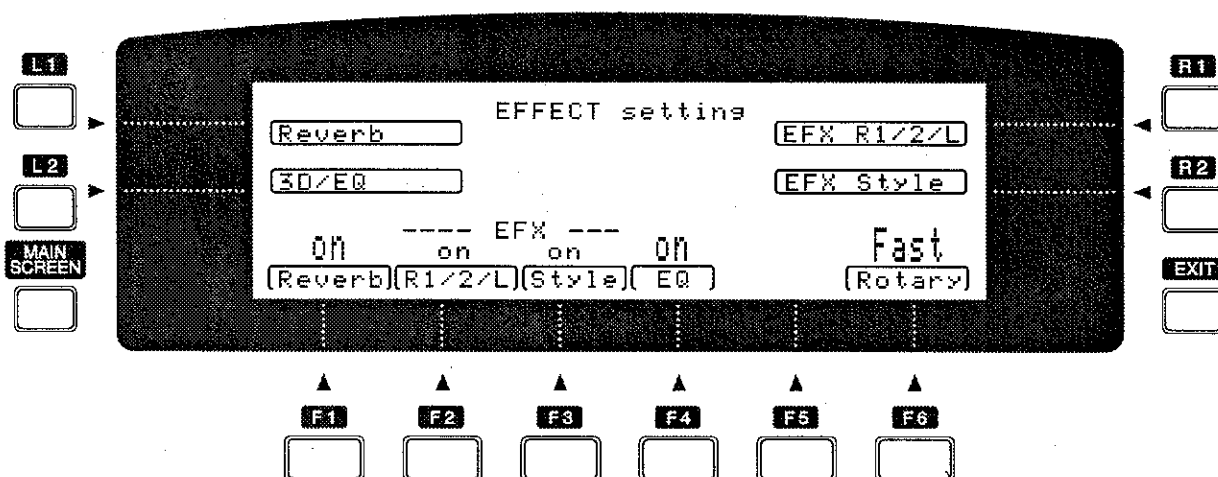 EFFECT setting
L1
R1
Reverb
EFX R1/2/L
L2
R2
3D/EQ
EFX Style
---- EFX ---
on on on on Fast
MAIN SCREEN
Reverb R1/2/L Style EQ Rotary
EXIT
F1 F2 F3 F4 F5 F6